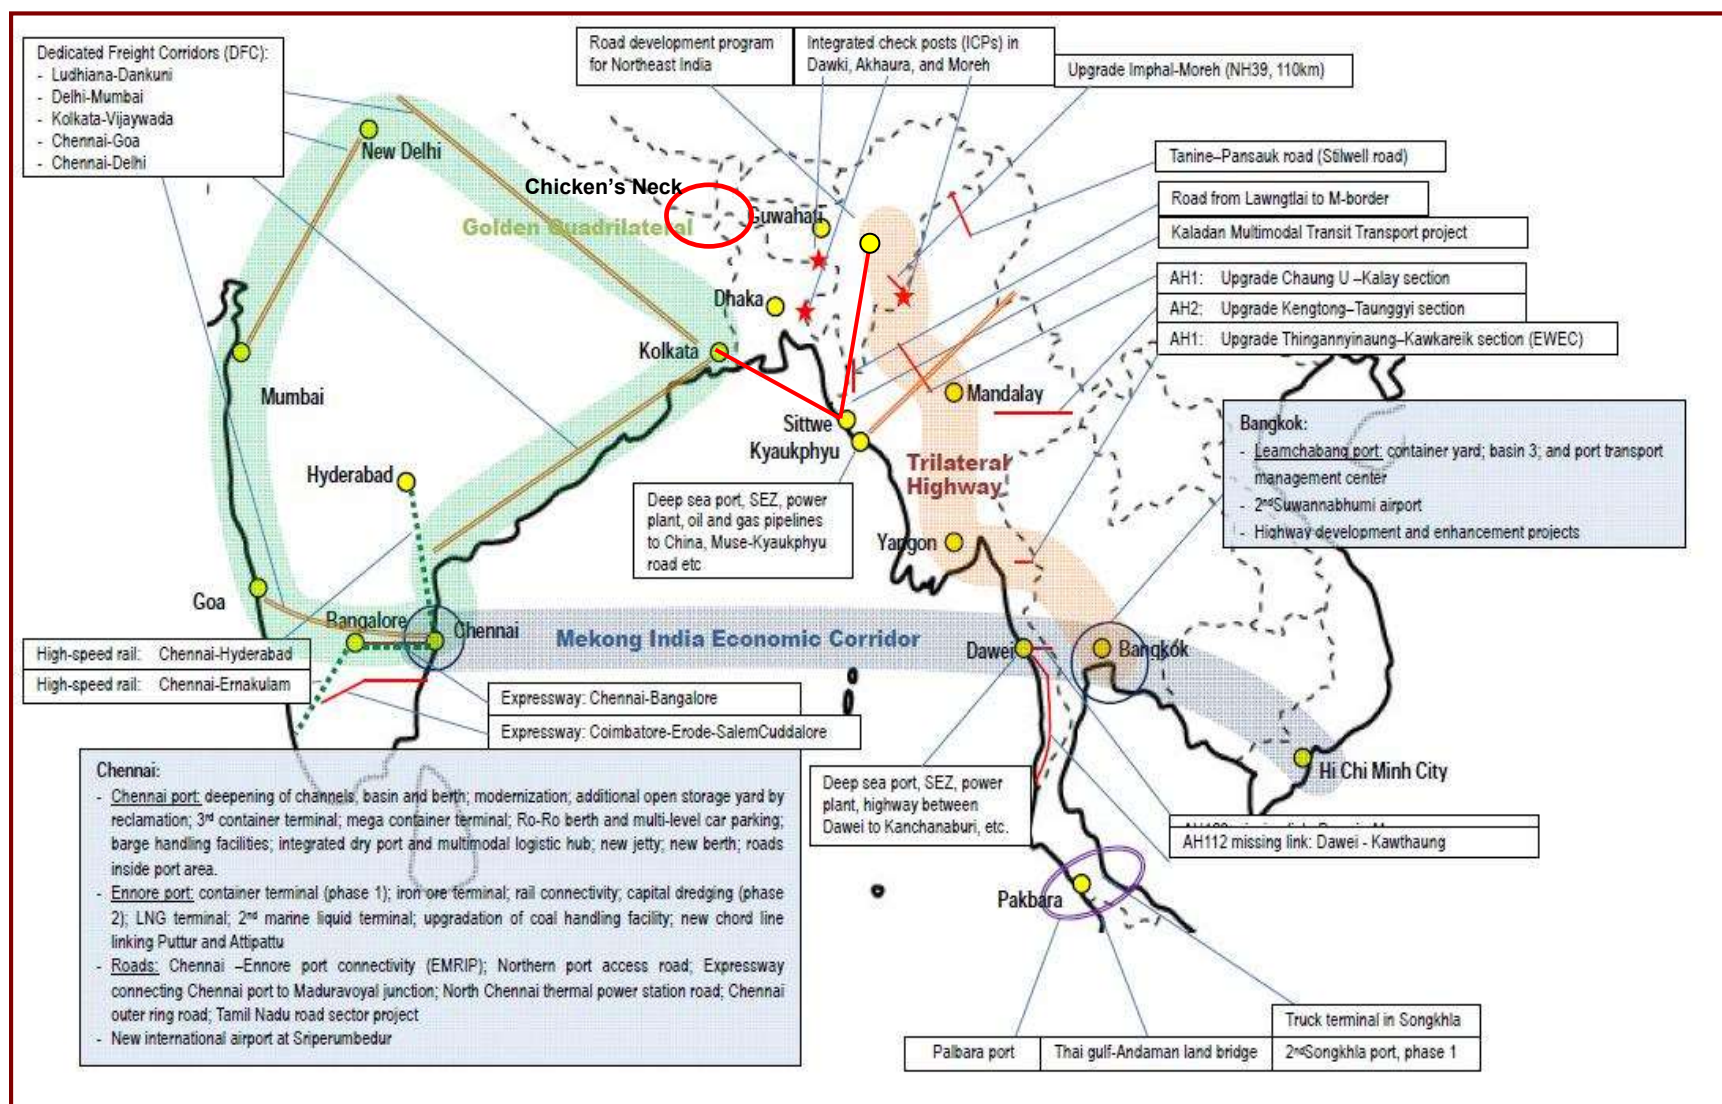 Dedicated Freight Corridors (DFC):
- Ludhiana-Dankuni
- Delhi-Mumbai
- Kolkata-Vijaywada
- Chennai-Goa
- Chennai-Delhi
Road development program
for Northeast India
Integrated check posts (ICPs) in
Dawki, Akhaura, and Moreh
Upgrade Imphal-Moreh (NH39, 110km)
Tanine–Pansauk road (Stilwell road)
Road from Lawngtlai to M-border
Kaladan Multimodal Transit Transport project
AH1: Upgrade Chaung U –Kalay section
AH2: Upgrade Kengtong–Taunggyi section
AH1: Upgrade Thingannyinaung–Kawkareik section (EWEC)
New Delhi
Chicken's Neck
Golden Quadrilateral
Guwahati
Dhaka
Kolkata
Mumbai
Hyderabad
Sittwe
Kyaukphyu
Mandalay
Trilateral
Highway
Yangon
Deep sea port, SEZ, power
plant, oil and gas pipelines
to China, Muse-Kyaukphyu
road etc
Bangkok:
- Leamchabang port: container yard; basin 3; and port transport
management center
- 2nd Suwannabhumi airport
- Highway development and enhancement projects
Goa
Bangalore
Chennai
Mekong India Economic Corridor
Dawei
Bangkok
Hi Chi Minh City
High-speed rail: Chennai-Hyderabad
High-speed rail: Chennai-Ernakulam
Expressway: Chennai-Bangalore
Expressway: Coimbatore-Erode-SalemCuddalore
Chennai:
- Chennai port: deepening of channels, basin and berth; modernization; additional open storage yard by
reclamation; 3rd container terminal; mega container terminal; Ro-Ro berth and multi-level car parking;
barge handling facilities; integrated dry port and multimodal logistic hub; new jetty; new berth; roads
inside port area.
- Ennore port: container terminal (phase 1); iron ore terminal; rail connectivity; capital dredging (phase
2); LNG terminal; 2nd marine liquid terminal; upgradation of coal handling facility; new chord line
linking Puttur and Attipattu
- Roads: Chennai –Ennore port connectivity (EMRIP); Northern port access road; Expressway
connecting Chennai port to Maduravoyal junction; North Chennai thermal power station road; Chennai
outer ring road; Tamil Nadu road sector project
- New international airport at Sriperumbedur
Deep sea port, SEZ, power
plant, highway between
Dawei to Kanchanaburi, etc.
AH112 missing link: Dawei - Kawthaung
Pakbara
Truck terminal in Songkhla
Palbara port
Thai gulf-Andaman land bridge
2nd Songkhla port, phase 1